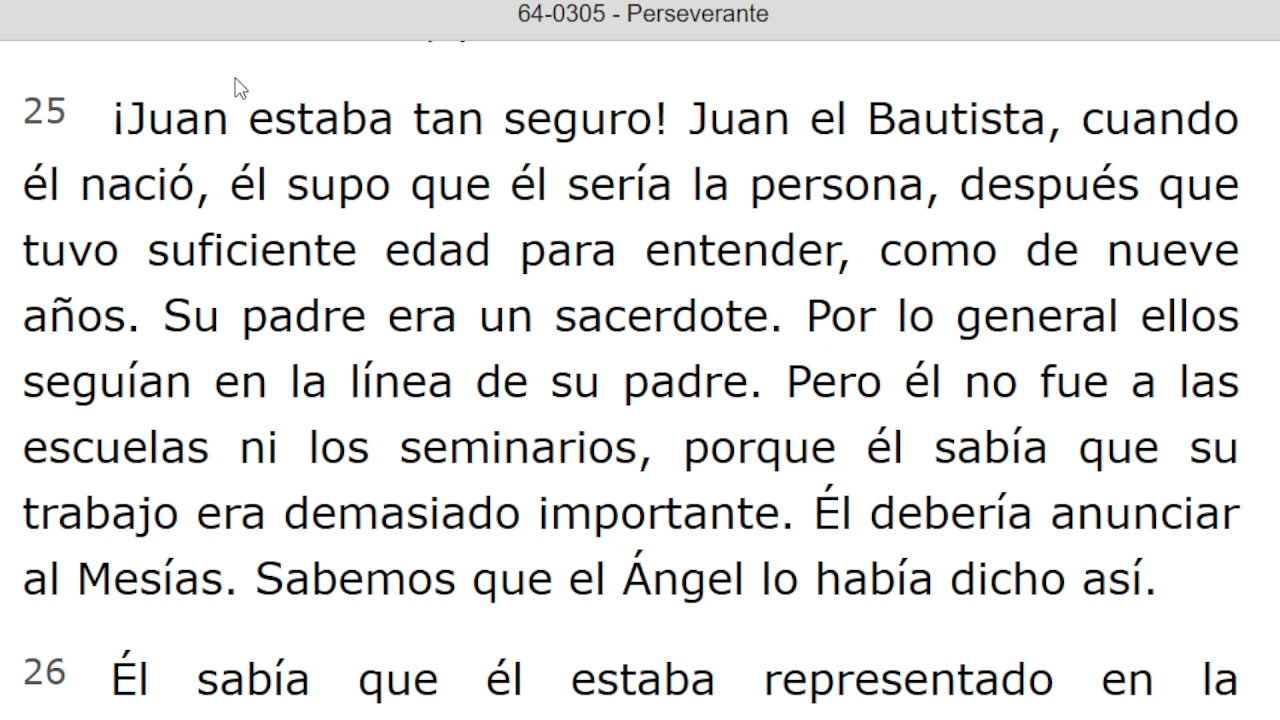 64-0305 - Perseverante
25 ¡Juan estaba tan seguro! Juan el Bautista, cuando
él nació, él supo que él sería la persona, después que
tuvo suficiente edad para entender, como de nueve
años. Su padre era un sacerdote. Por lo general ellos
seguían en la línea de su padre. Pero él no fue a las
escuelas ni los seminarios, porque él sabía que su
trabajo era demasiado importante. Él debería anunciar
al Mesías. Sabemos que el Ángel lo había dicho así.
26 Él sabía que él estaba representado en la